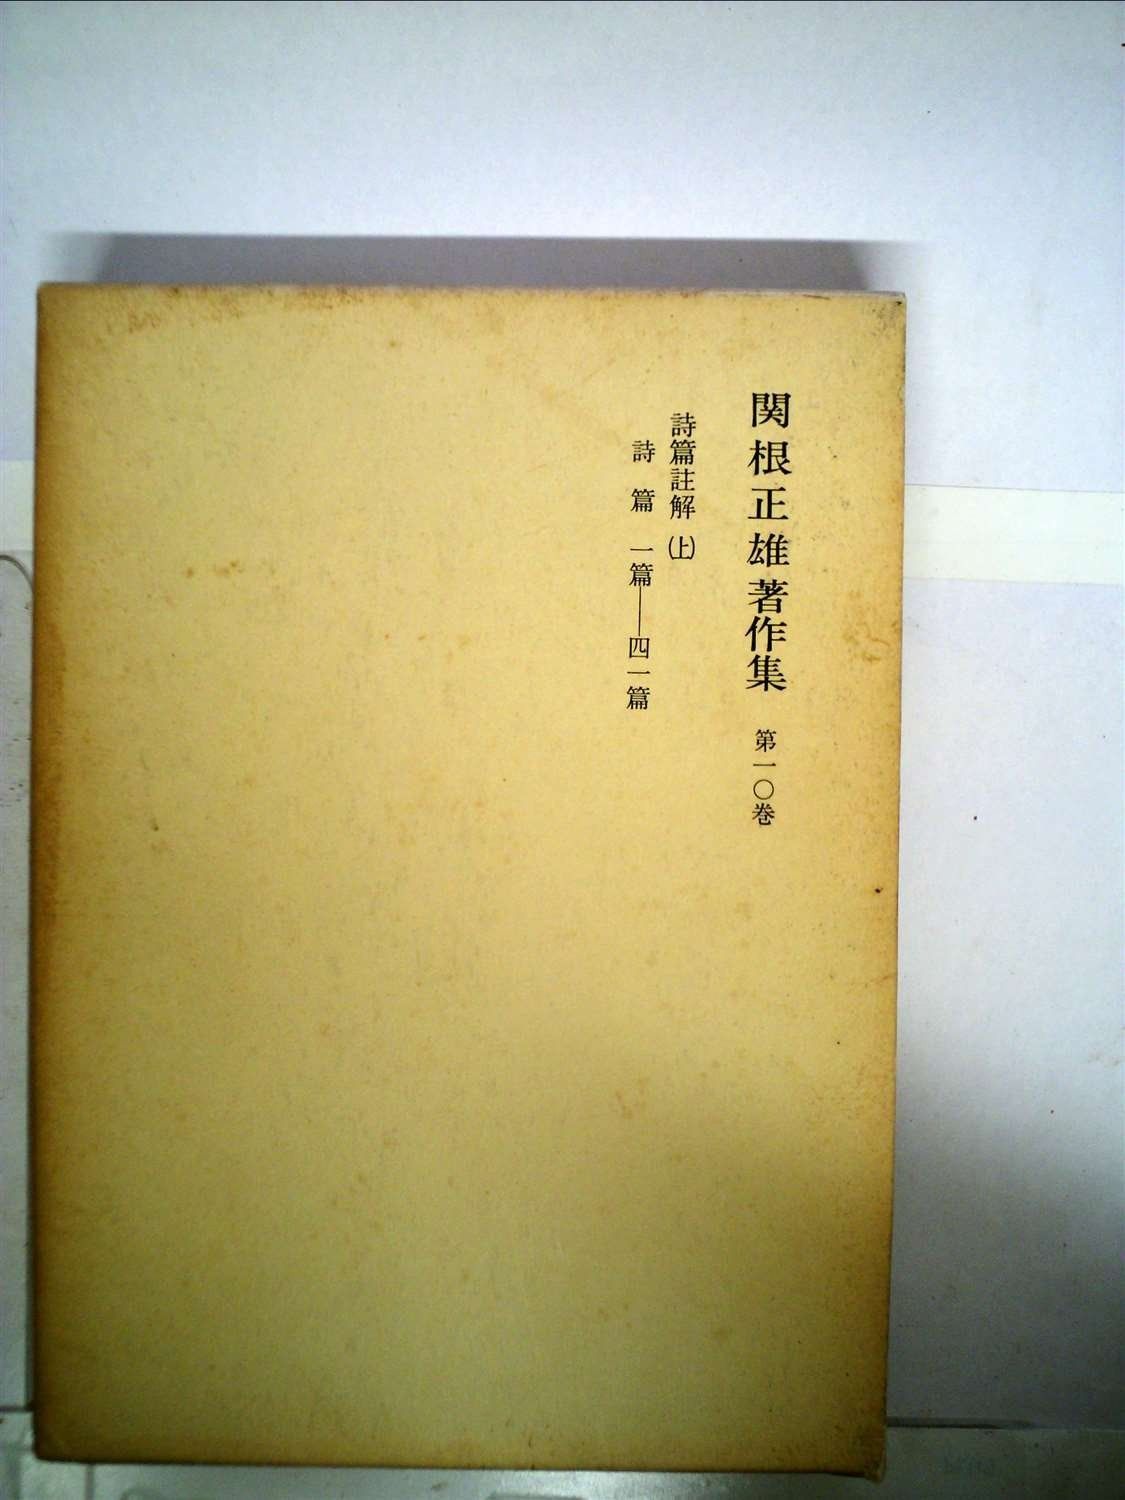 関根正雄著作集 第一〇巻
詩篇註解(上)
詩篇 一篇──四一篇